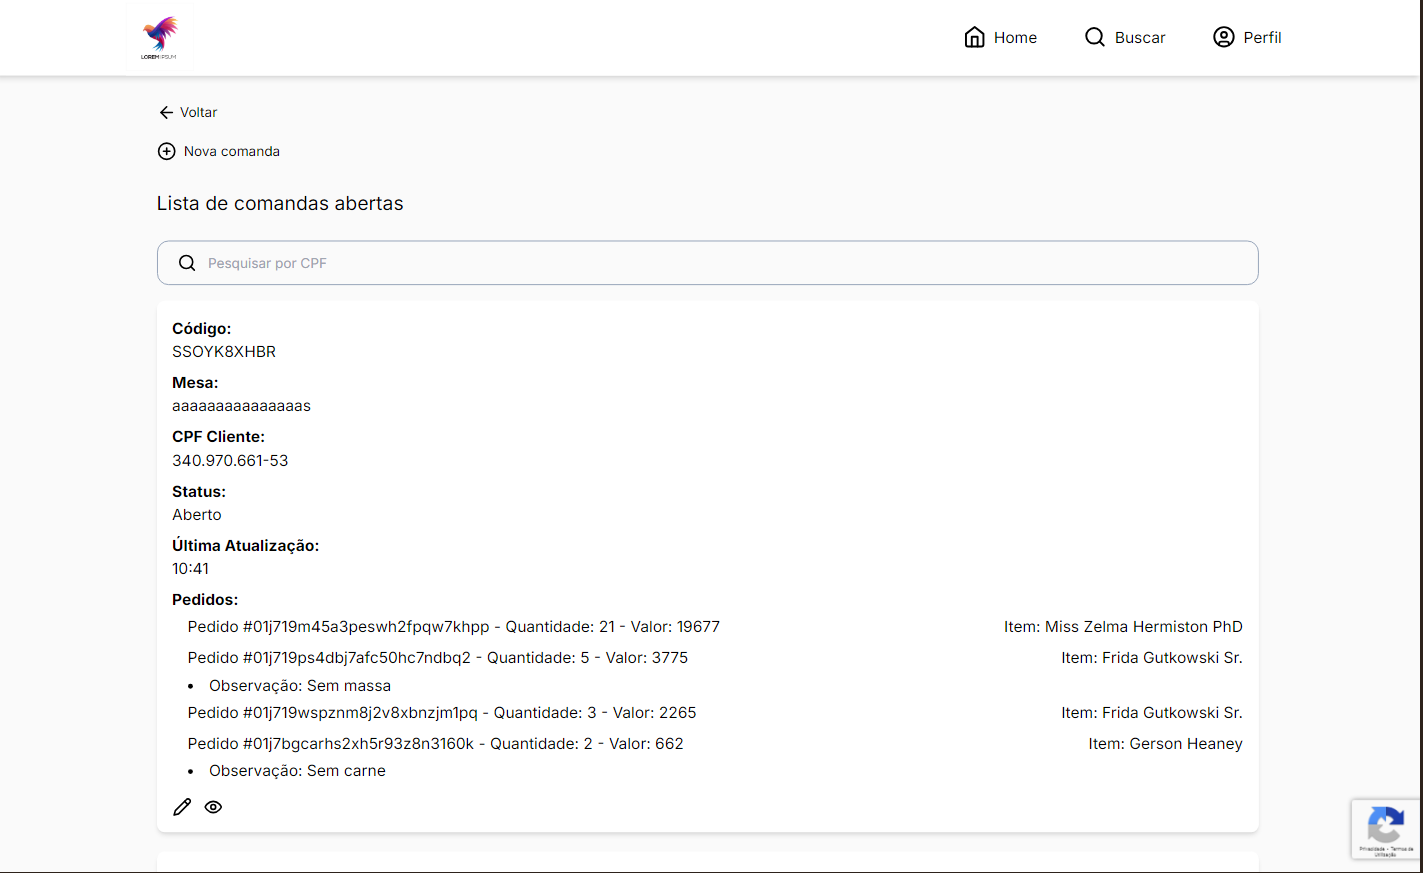 LOREM IPSUM
Home
Buscar
Perfil
Voltar
Nova comanda
Lista de comandas abertas
Pesquisar por CPF
Código:
SSOYK8XHBR
Mesa:
aaaaaaaaaaaaaaas
CPF Cliente:
340.970.661-53
Status:
Aberto
Última Atualização:
10:41
Pedidos:
Pedido #01j719m45a3peswh2fpqw7khpp - Quantidade: 21 - Valor: 19677 Item: Miss Zelma Hermiston PhD
Pedido #01j719ps4dbj7afc50hc7ndbq2 - Quantidade: 5 - Valor: 3775 Item: Frida Gutkowski Sr.
• Observação: Sem massa
Pedido #01j719wspznm8j2v8xbnzjm1pq - Quantidade: 3 - Valor: 2265 Item: Frida Gutkowski Sr.
Pedido #01j7bgcarhs2xh5r93z8n3160k - Quantidade: 2 - Valor: 662 Item: Gerson Heaney
• Observação: Sem carne
Privacidade - Termos de
Utilização